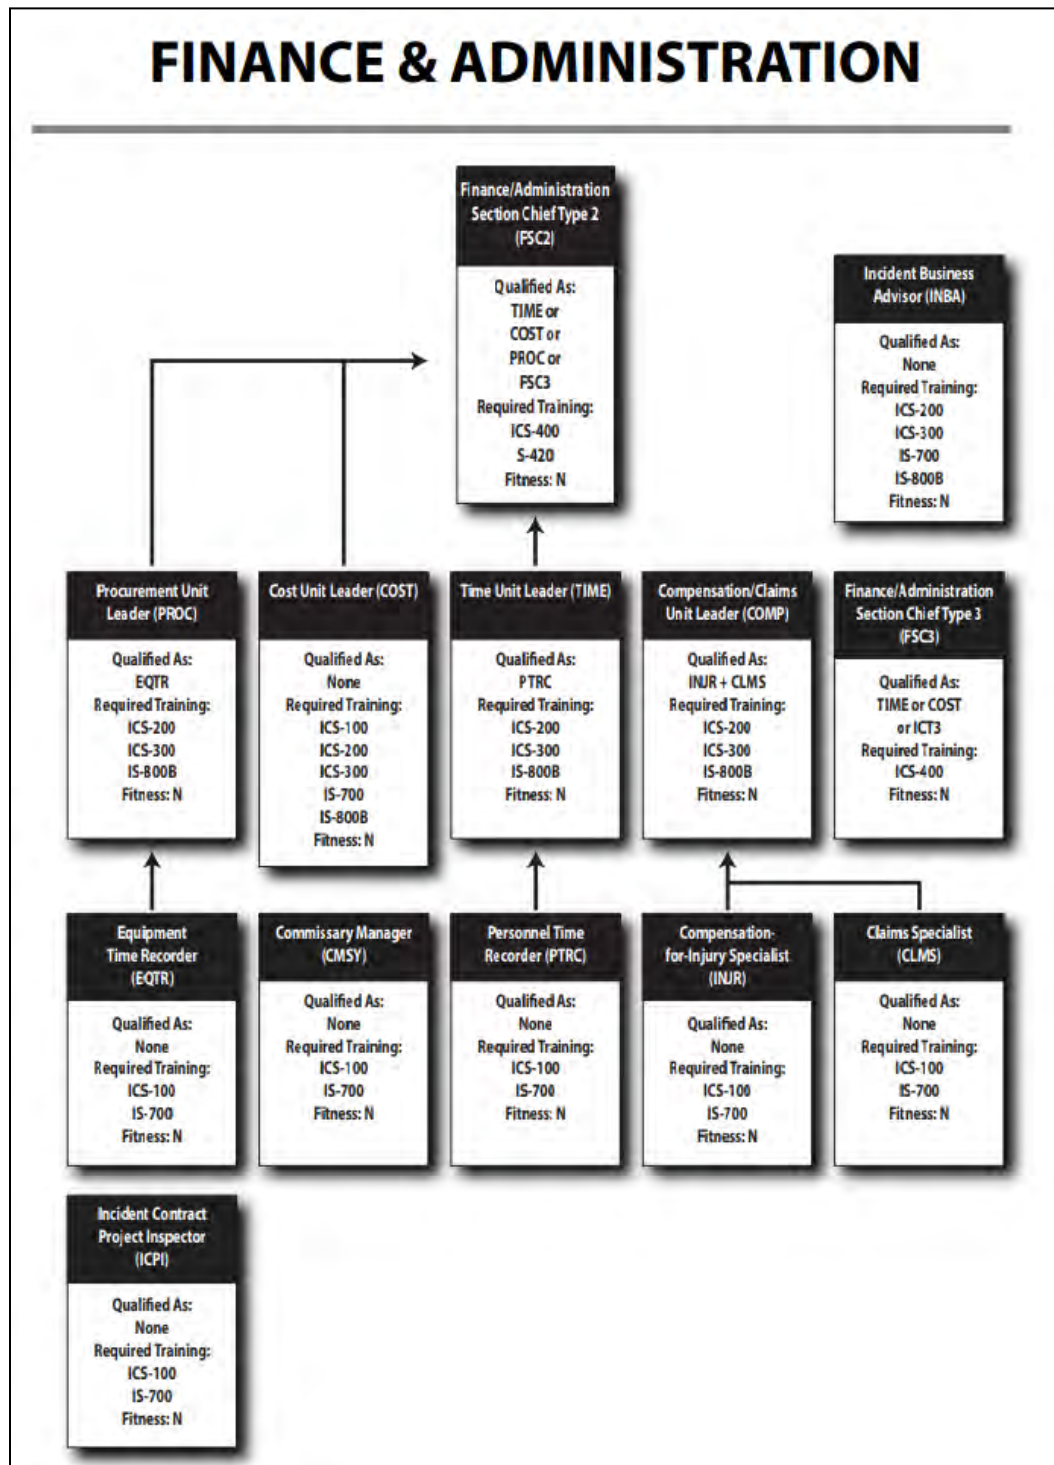 FINANCE & ADMINISTRATION
Finance/Administration
Section Chief Type 2
(FSC2)
Qualified As:
TIME or
COST or
PROC or
FSC3
Required Training:
ICS-400
S-420
Fitness: N
Incident Business
Advisor (INBA)
Qualified As:
None
Required Training:
ICS-200
ICS-300
IS-700
IS-800B
Fitness: N
Procurement Unit
Leader (PROC)
Qualified As:
EQTR
Required Training:
ICS-200
ICS-300
IS-800B
Fitness: N
Cost Unit Leader (COST)
Qualified As:
None
Required Training:
ICS-100
ICS-200
ICS-300
IS-700
IS-800B
Fitness: N
Time Unit Leader (TIME)
Qualified As:
PTRC
Required Training:
ICS-200
ICS-300
IS-800B
Fitness: N
Compensation/Claims
Unit Leader (COMP)
Qualified As:
INJR + CLMS
Required Training:
ICS-200
ICS-300
IS-800B
Fitness: N
Finance/Administration
Section Chief Type 3
(FSC3)
Qualified As:
TIME or COST
or ICT3
Required Training:
ICS-400
Fitness: N
Equipment
Time Recorder
(EQTR)
Qualified As:
None
Required Training:
ICS-100
IS-700
Fitness: N
Commissary Manager
(CMSY)
Qualified As:
None
Required Training:
ICS-100
IS-700
Fitness: N
Personnel Time
Recorder (PTRC)
Qualified As:
None
Required Training:
ICS-100
IS-700
Fitness: N
Compensation-
for-Injury Specialist
(INJR)
Qualified As:
None
Required Training:
ICS-100
IS-700
Fitness: N
Claims Specialist
(CLMS)
Qualified As:
None
Required Training:
ICS-100
IS-700
Fitness: N
Incident Contract
Project Inspector
(ICPI)
Qualified As:
None
Required Training:
ICS-100
IS-700
Fitness: N